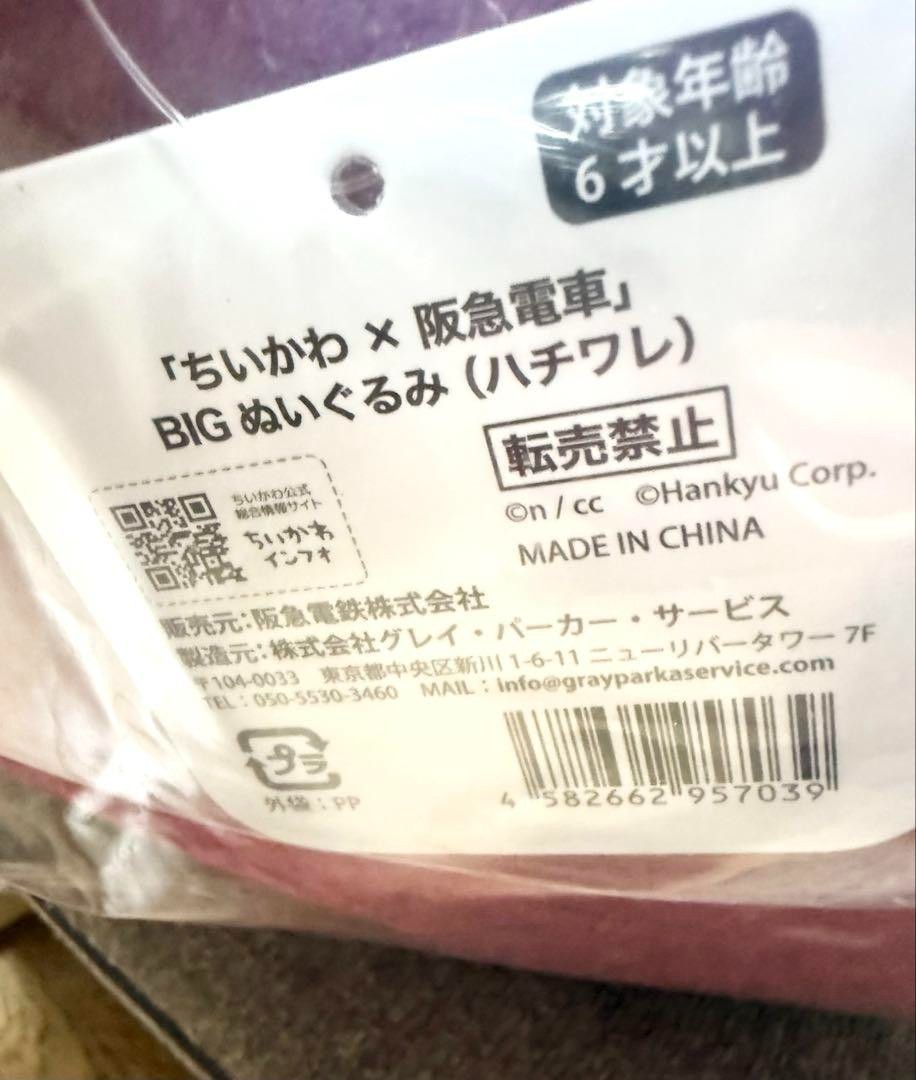 対象年齢
6才以上
「ちいかわ × 阪急電車」
BIG ぬいぐるみ (ハチワレ)
転売禁止
©n / cc ©Hankyu Corp.
MADE IN CHINA
ちいかわ公式
総合情報サイト
ちいかわ
インフォ
販売元:阪急電鉄株式会社
製造元:株式会社グレイ・パーカー・サービス
〒104-0033 東京都中央区新川 1-6-11 ニューリバータワー 7F
TEL:050-5530-3460 MAIL:info@grayparkaservice.com
プラ
外袋:PP
4 582662 957039